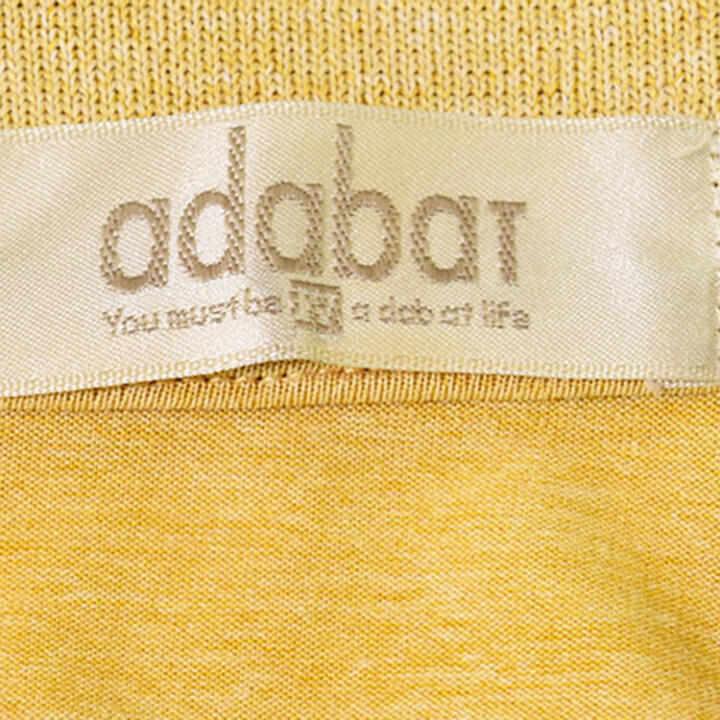 adabaT
You must be a dab at life